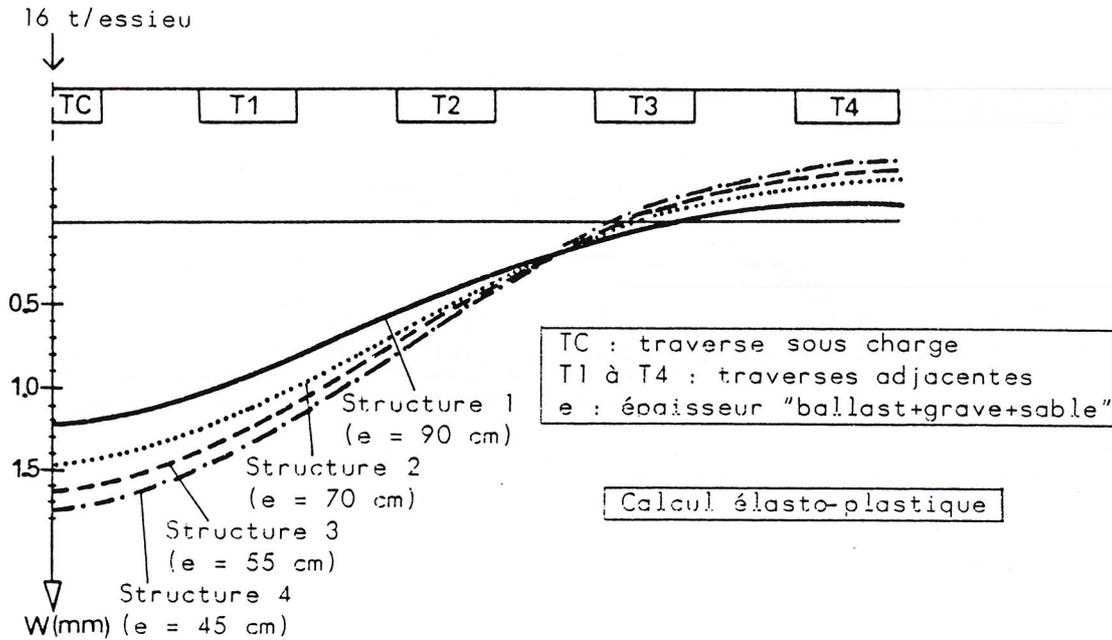 16 t/essieu
TC T1 T2 T3 T4
0,5
1,0
1,5
W(mm)
Structure 1
(e = 90 cm)
Structure 2
(e = 70 cm)
Structure 3
(e = 55 cm)
Structure 4
(e = 45 cm)
TC : traverse sous charge
T1 à T4 : traverses adjacentes
e : épaisseur "ballast+grave+sable"
Calcul élasto-plastique